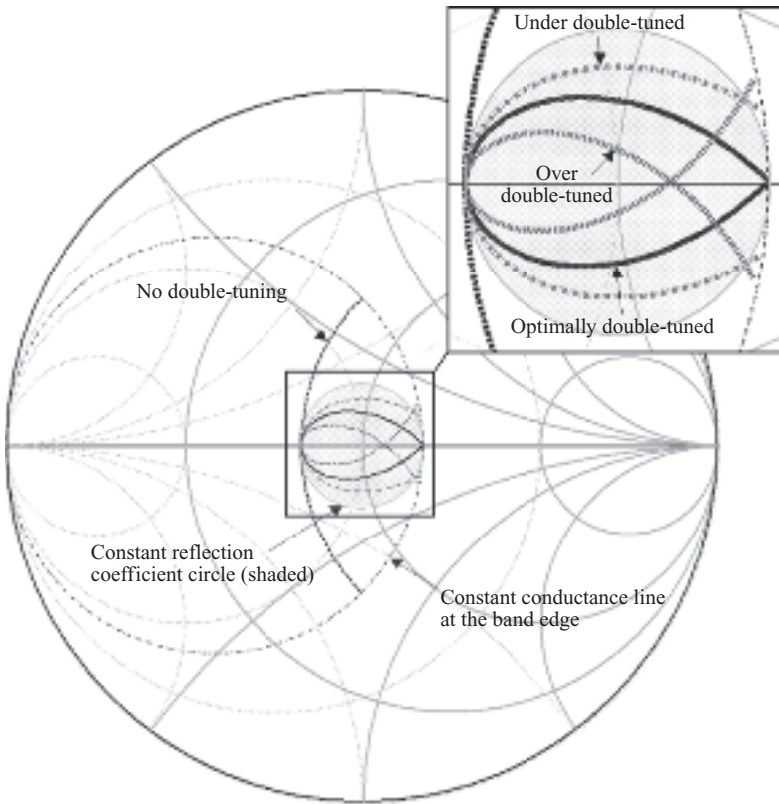 Under double-tuned
Over
double-tuned
Optimally double-tuned
No double-tuning
Constant reflection
coefficient circle (shaded)
Constant conductance line
at the band edge